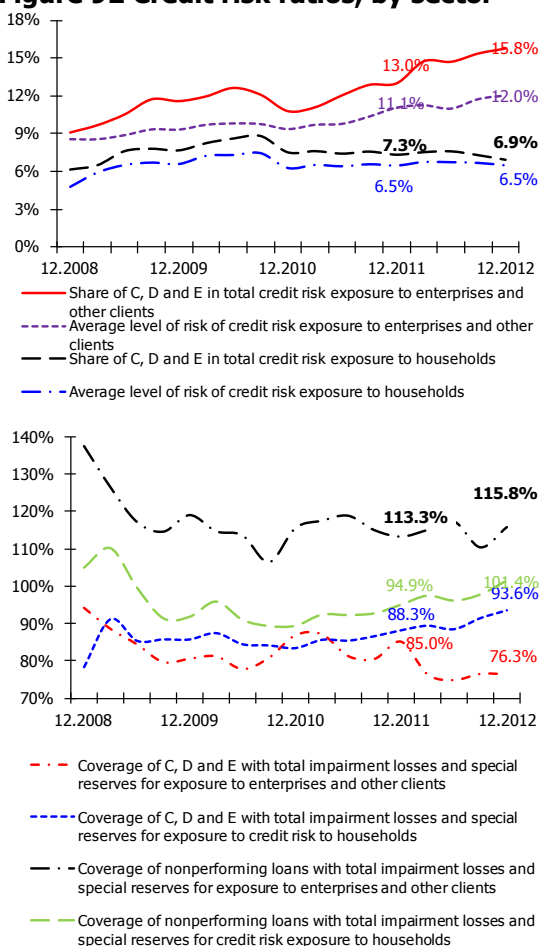 Figure 92 Credit risk ratios, by sector
18%
15%
12%
9%
6%
3%
0%
15.8%
13.0%
11.1%
12.0%
7.3%
6.9%
6.5%
6.5%
12.2008 12.2009 12.2010 12.2011 12.2012
Share of C, D and E in total credit risk exposure to enterprises and
other clients
Average level of risk of credit risk exposure to enterprises and other
clients
Share of C, D and E in total credit risk exposure to households
Average level of risk of credit risk exposure to households
140%
130%
120%
110%
100%
90%
80%
70%
115.8%
113.3%
94.9%
101.4%
93.6%
88.3%
85.0%
76.3%
12.2008 12.2009 12.2010 12.2011 12.2012
Coverage of C, D and E with total impairment losses and special
reserves for exposure to enterprises and other clients
Coverage of C, D and E with total impairment losses and special
reserves for exposure to credit risk to households
Coverage of nonperforming loans with total impairment losses and
special reserves for exposure to enterprises and other clients
Coverage of nonperforming loans with total impairment losses and
special reserves for credit risk exposure to households